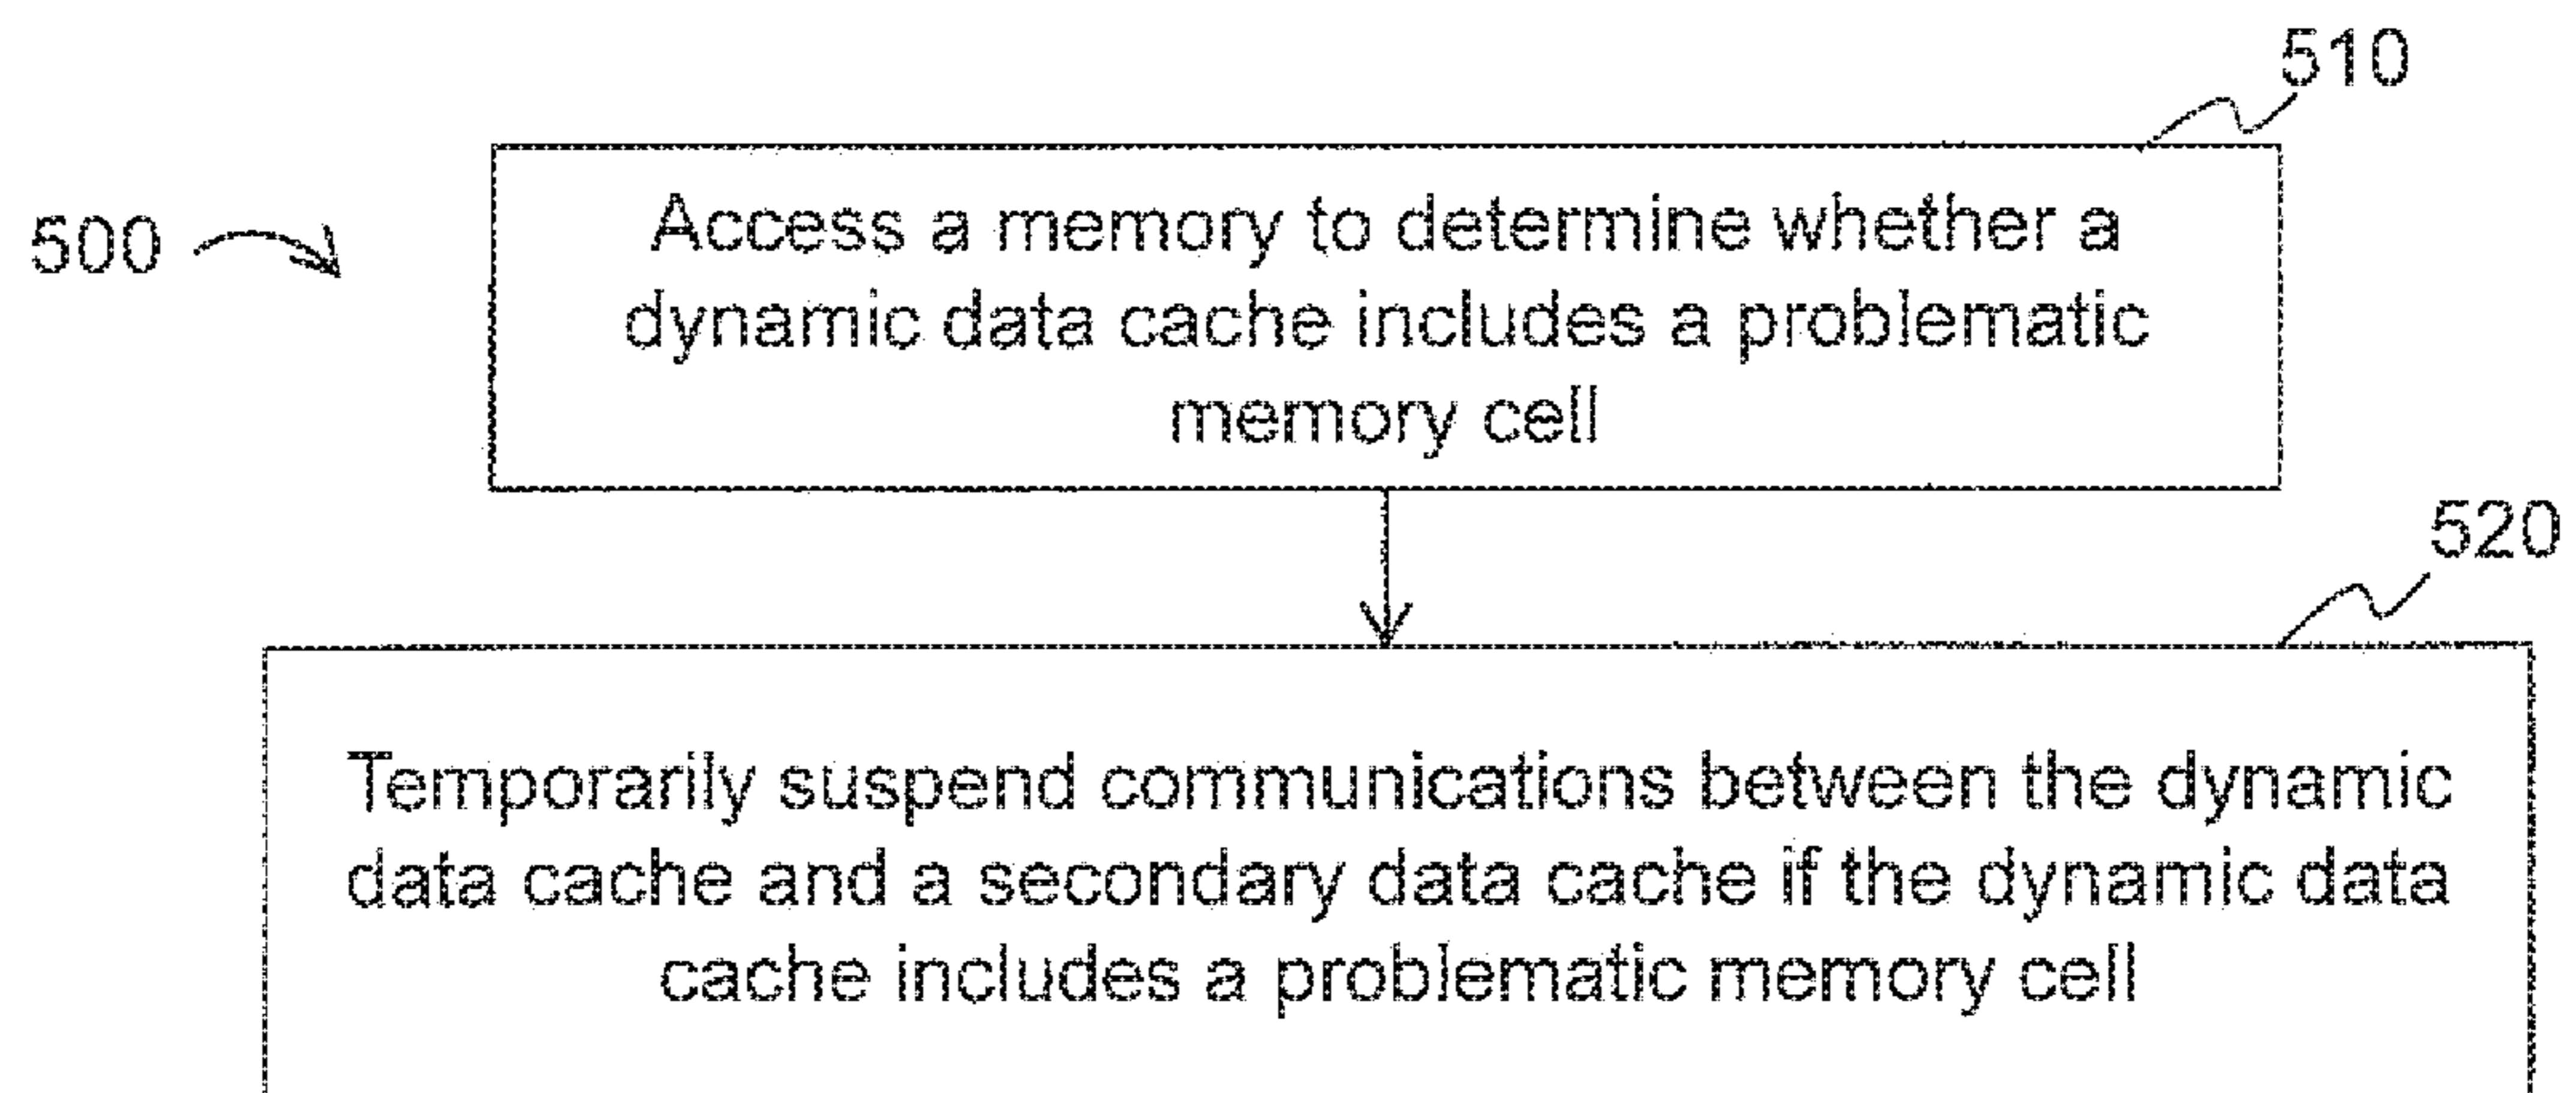 510
500
Access a memory to determine whether a
dynamic data cache includes a problematic
memory cell
520
Temporarily suspend communications between the dynamic
data cache and a secondary data cache if the dynamic data
cache includes a problematic memory cell